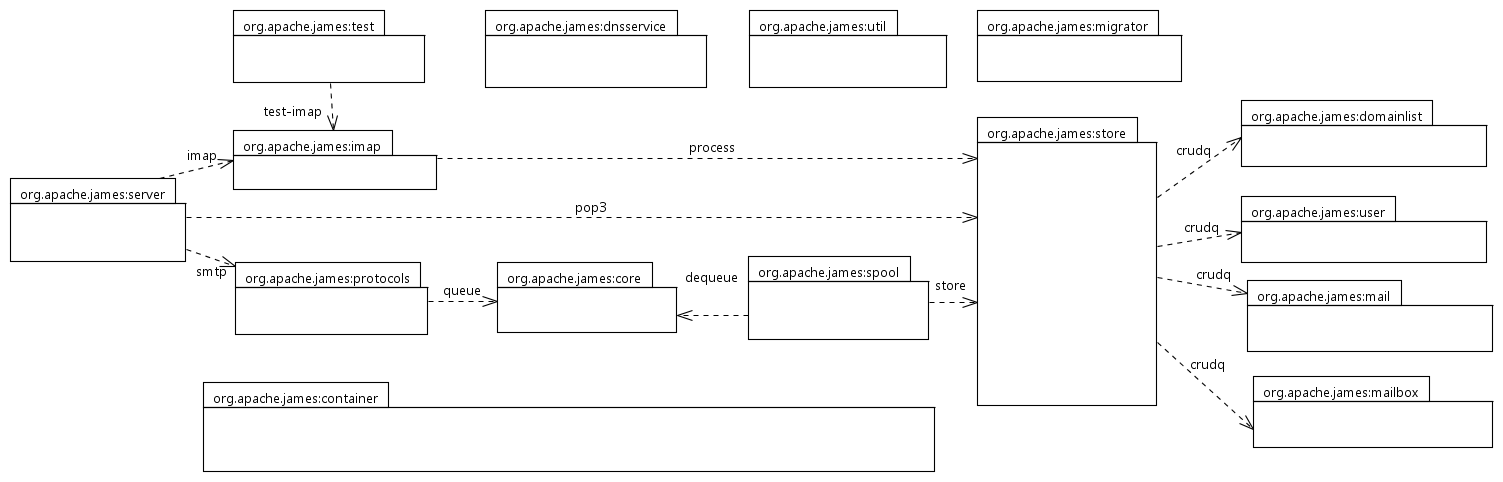 org.apache.james:test
org.apache.james:dnsservice
org.apache.james:util
org.apache.james:migrator
test-imap
org.apache.james:domainlist
org.apache.james:store
org.apache.james:imap
process
crudq
imap
org.apache.james:server
pop3
org.apache.james:user
crudq
smtp
org.apache.james:protocols
queue
org.apache.james:core
dequeue
org.apache.james:spool
store
crudq
org.apache.james:mail
crudq
org.apache.james:container
org.apache.james:mailbox